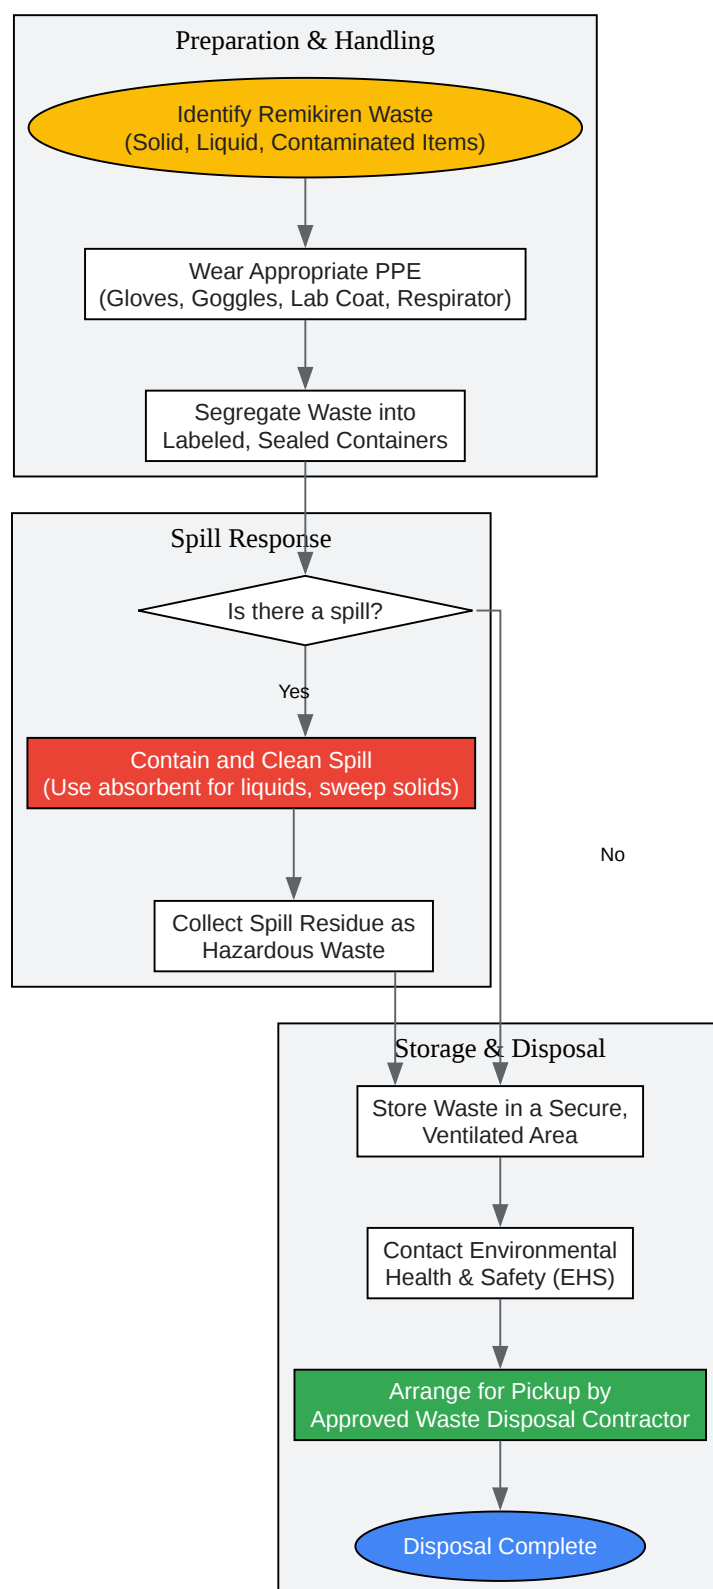 Preparation & Handling
Identify Remikiren Waste
(Solid, Liquid, Contaminated Items)
Wear Appropriate PPE
(Gloves, Goggles, Lab Coat, Respirator)
Segregate Waste into
Labeled, Sealed Containers
Spill Response
Is there a spill?
Yes
Contain and Clean Spill
(Use absorbent for liquids, sweep solids)
No
Collect Spill Residue as
Hazardous Waste
Storage & Disposal
Store Waste in a Secure,
Ventilated Area
Contact Environmental
Health & Safety (EHS)
Arrange for Pickup by
Approved Waste Disposal Contractor
Disposal Complete